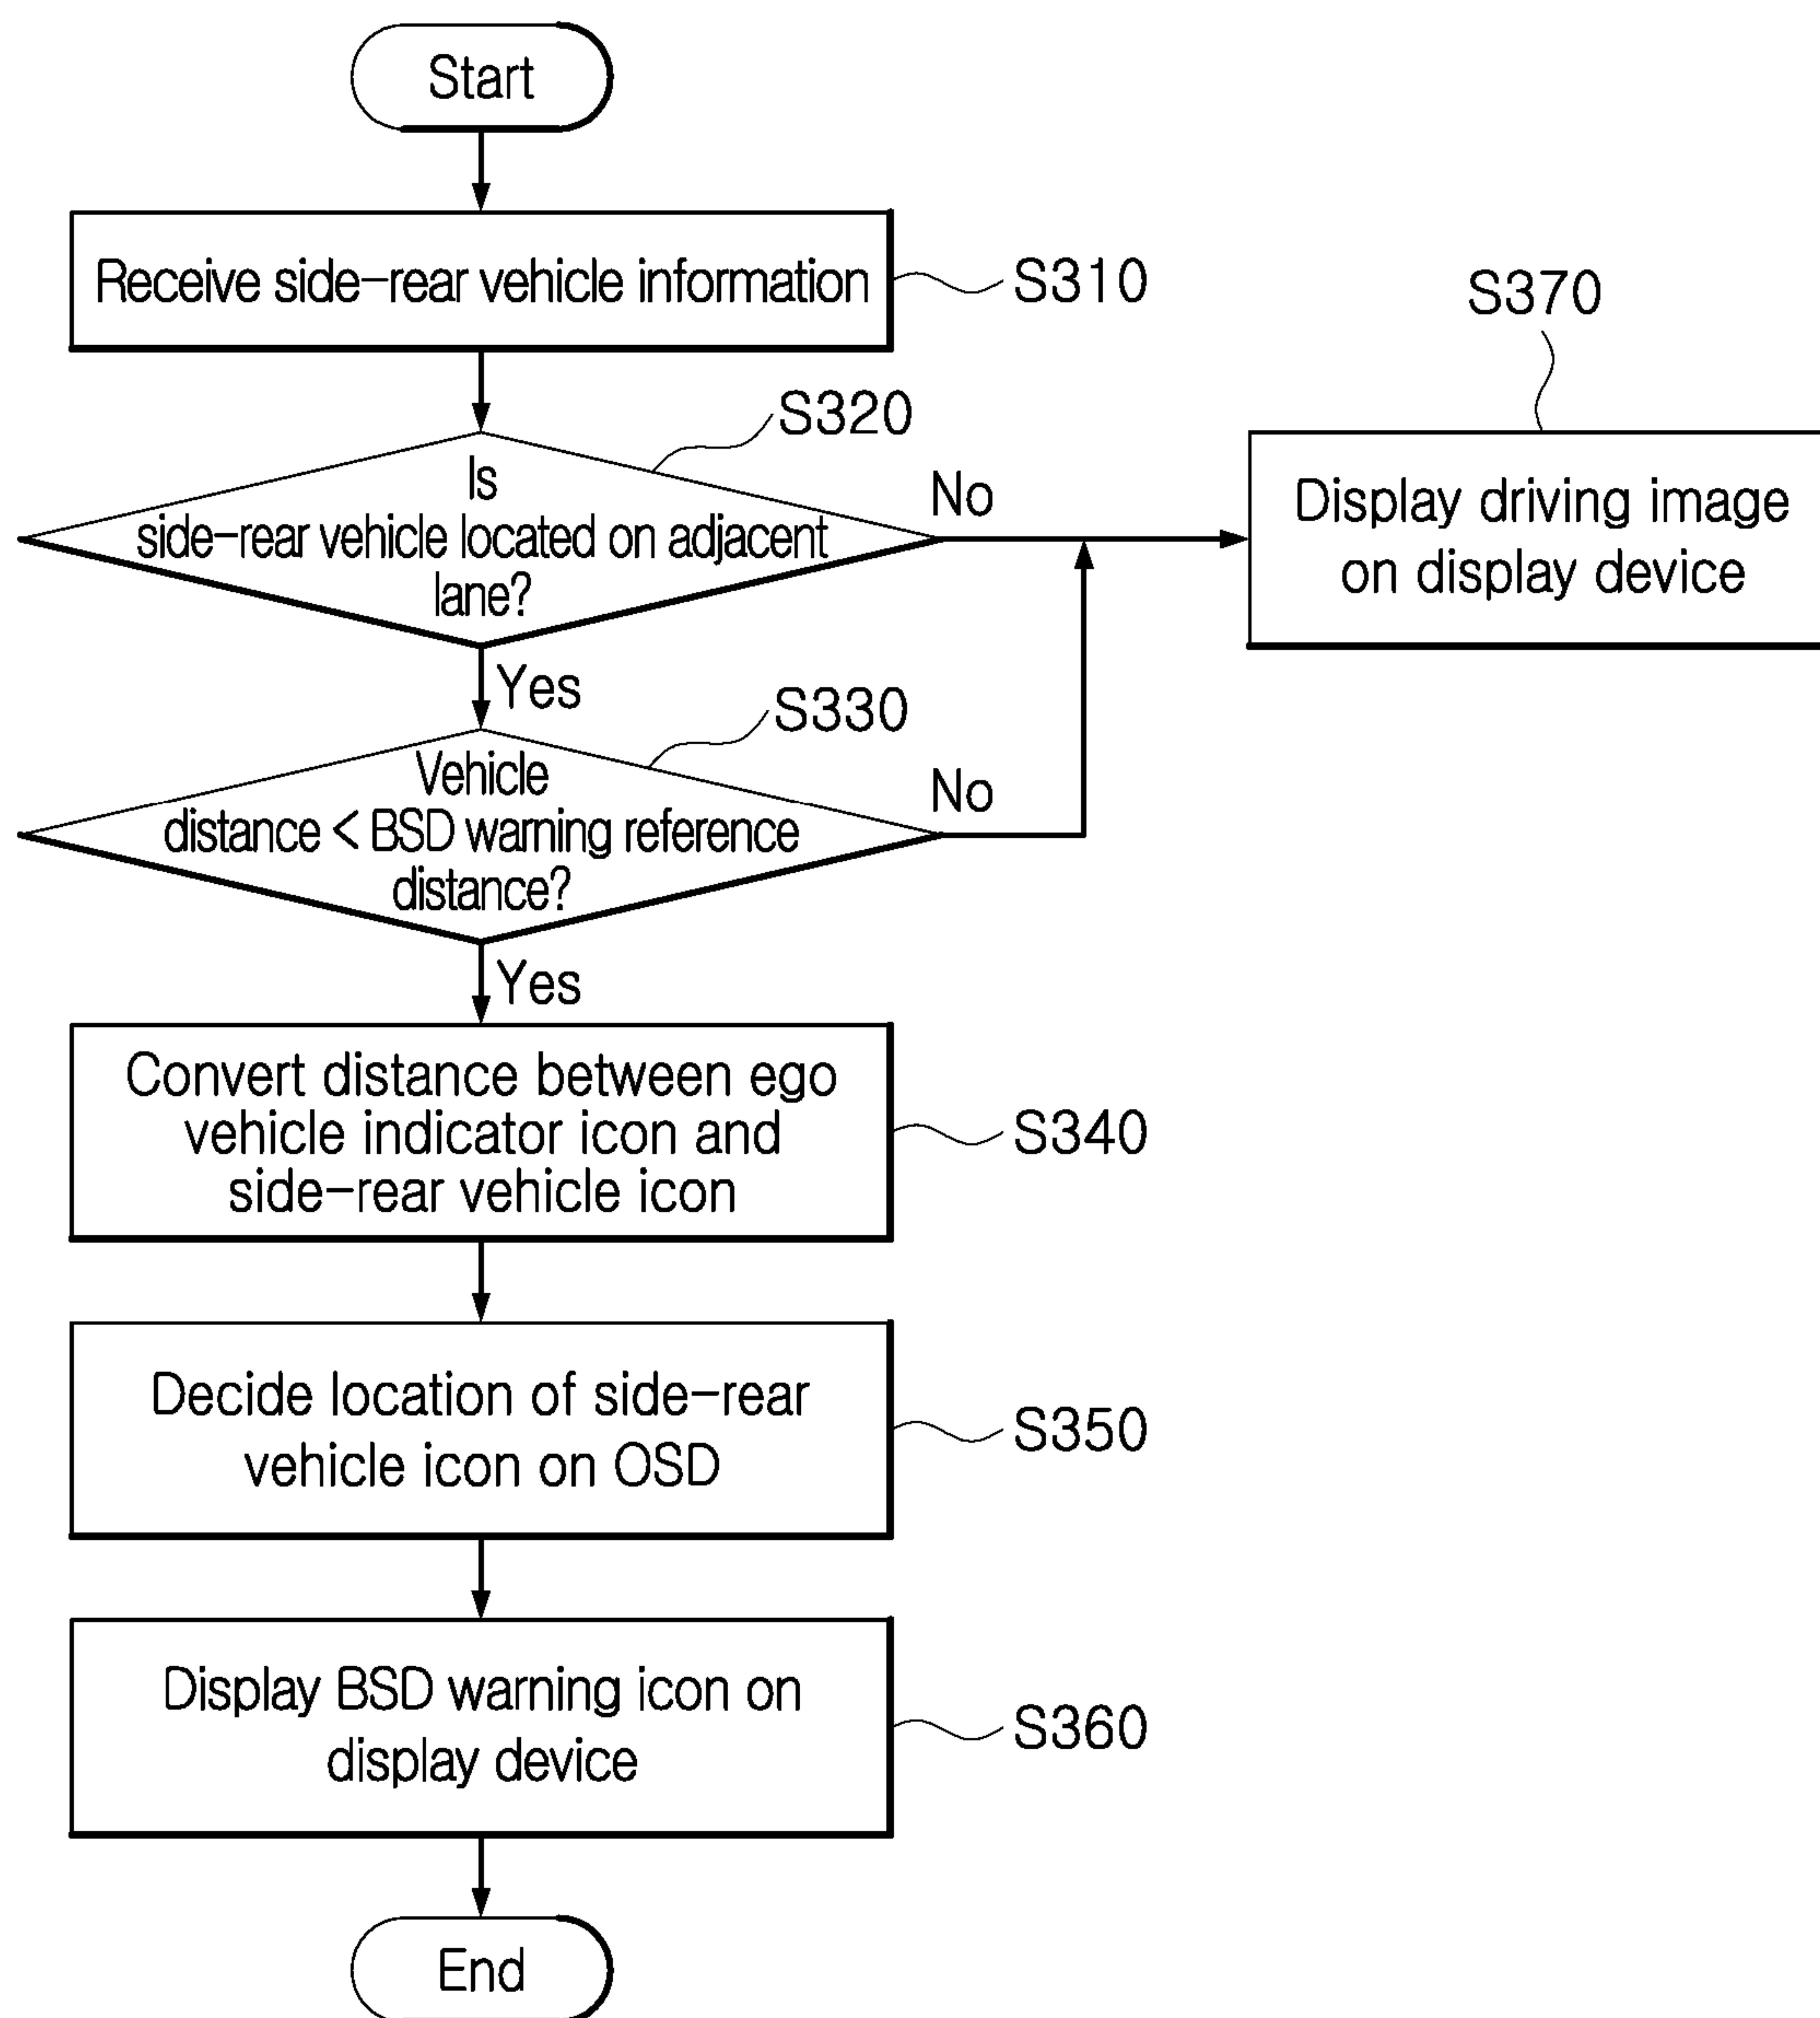 Start
Receive side-rear vehicle information
S310
S370
S320
Is
side-rear vehicle located on adjacent
lane?
No
Display driving image
on display device
Yes
S330
Vehicle
distance < BSD warning reference
distance?
No
Yes
Convert distance between ego
vehicle indicator icon and
side-rear vehicle icon
S340
Decide location of side-rear
vehicle icon on OSD
S350
Display BSD warning icon on
display device
S360
End